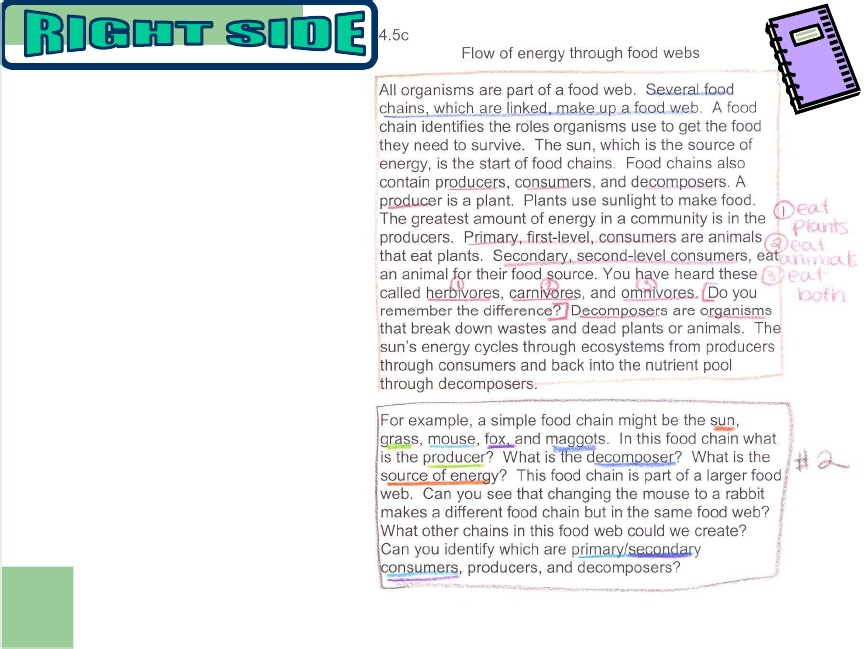 RIGHT SIDE
4.5c
Flow of energy through food webs
All organisms are part of a food web. Several food
chains, which are linked, make up a food web. A food
chain identifies the roles organisms use to get the food
they need to survive. The sun, which is the source of
energy, is the start of food chains. Food chains also
contain producers, consumers, and decomposers. A
producer is a plant. Plants use sunlight to make food.
The greatest amount of energy in a community is in the
producers. Primary, first-level, consumers are animals
that eat plants. Secondary, second-level consumers, eat
an animal for their food source. You have heard these
called herbivores, carnivores, and omnivores. [Do you
remember the difference?] Decomposers are organisms
that break down wastes and dead plants or animals. The
sun's energy cycles through ecosystems from producers
through consumers and back into the nutrient pool
through decomposers.
① eat
plants
② eat
animals
③ eat
both
① ② ③
For example, a simple food chain might be the sun,
grass, mouse, fox, and maggots. In this food chain what
is the producer? What is the decomposer? What is the
source of energy? This food chain is part of a larger food
web. Can you see that changing the mouse to a rabbit
makes a different food chain but in the same food web?
What other chains in this food web could we create?
Can you identify which are primary/secondary
consumers, producers, and decomposers?
#2